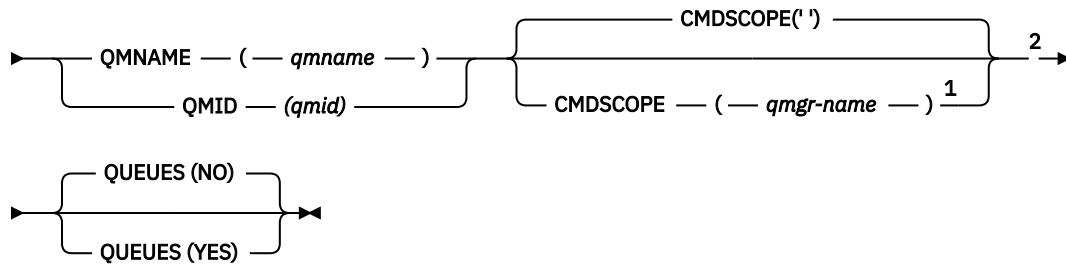 CMDSCOPE(' ')
QMNAME ( qmname ) 2
QMID (qmid) CMDSCOPE ( qmgr-name ) 1
QUEUES (NO)
QUEUES (YES)